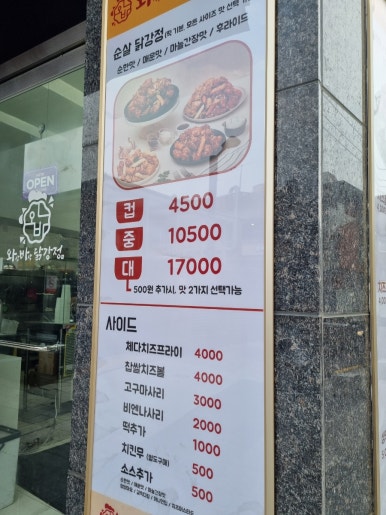 순살 닭강정
순한맛 / 매운맛 / 마늘간장맛 / 후라이드
컵 4500
중 10500
대 17000
500원 추가시, 맛 2가지 선택가능
OPEN
사이드
체다치즈프라이 4000
찹쌀치즈볼 4000
고구마사리 3000
비엔나사리 2000
떡추가 1000
치킨무 500
소스추가 500